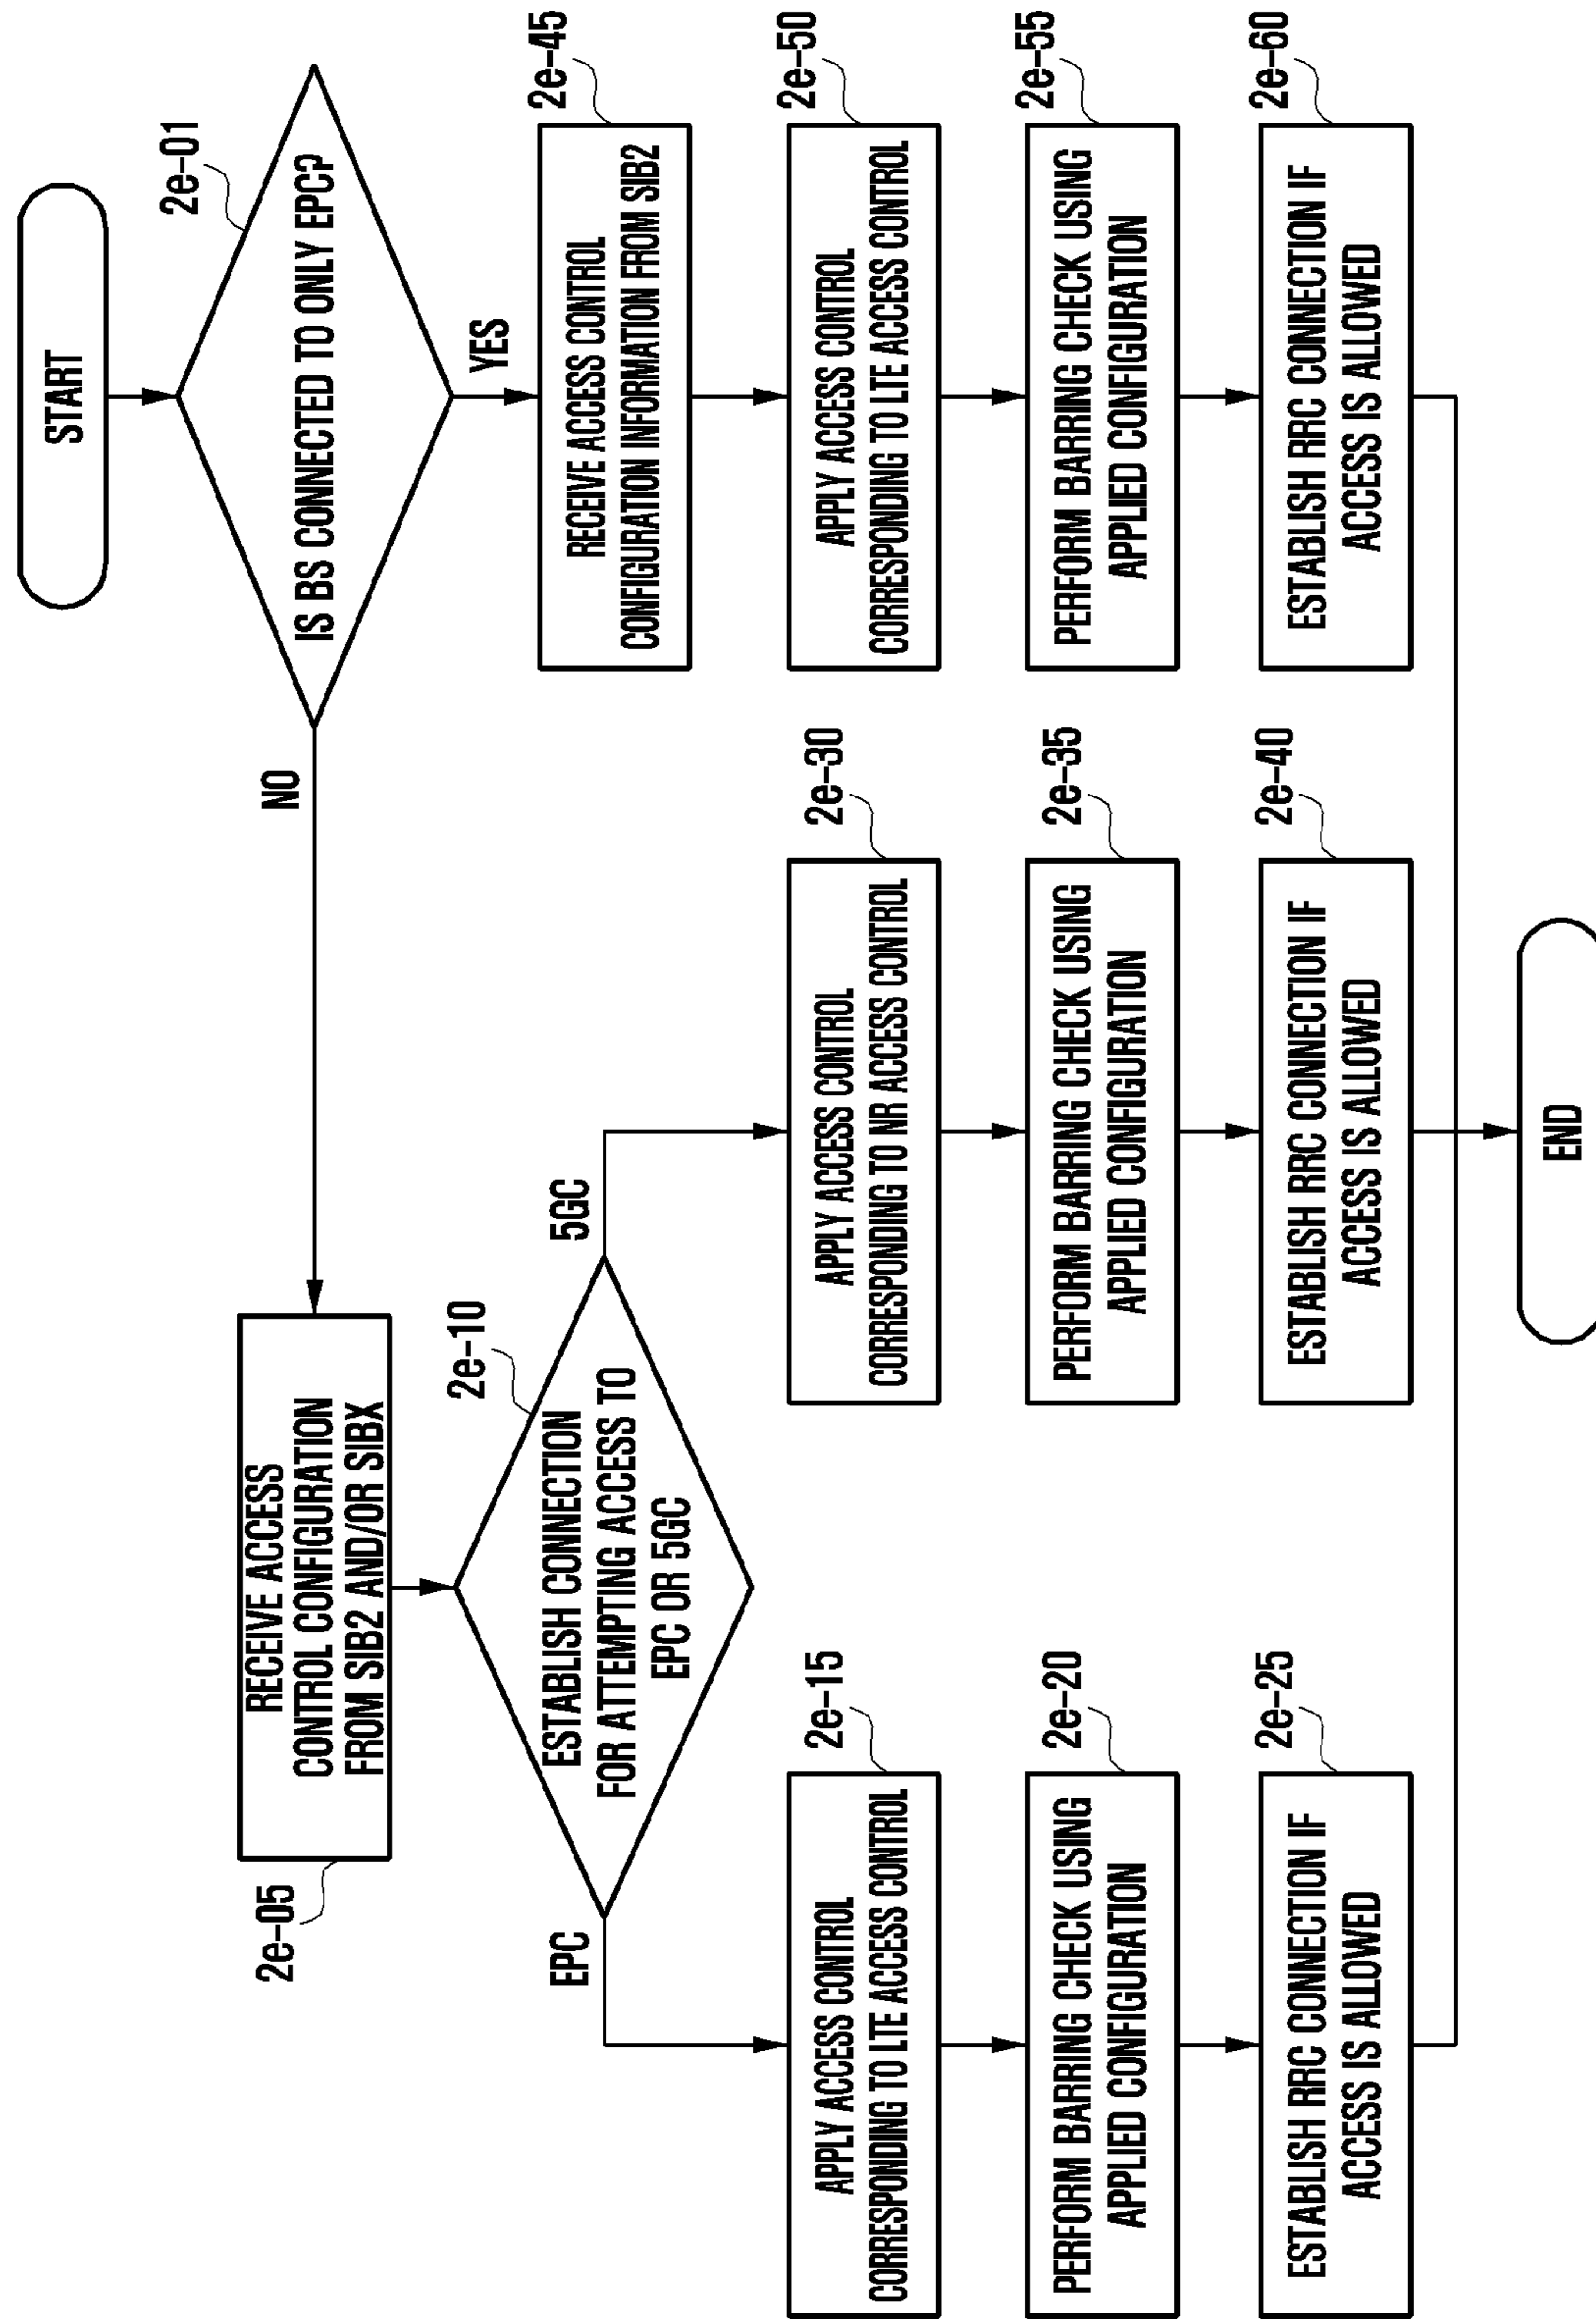 START
2e-01
IS BS CONNECTED TO ONLY EPC?
NO
YES
RECEIVE ACCESS
CONTROL CONFIGURATION
FROM SIB2 AND/OR SIBX
2e-05
2e-10
ESTABLISH CONNECTION
FOR ATTEMPTING ACCESS TO
EPC OR 5GC
EPC
5GC
2e-15
APPLY ACCESS CONTROL
CORRESPONDING TO LTE ACCESS CONTROL
2e-20
PERFORM BARRING CHECK USING
APPLIED CONFIGURATION
2e-25
ESTABLISH RRC CONNECTION IF
ACCESS IS ALLOWED
2e-30
APPLY ACCESS CONTROL
CORRESPONDING TO NR ACCESS CONTROL
2e-35
PERFORM BARRING CHECK USING
APPLIED CONFIGURATION
2e-40
ESTABLISH RRC CONNECTION IF
ACCESS IS ALLOWED
2e-45
RECEIVE ACCESS CONTROL
CONFIGURATION INFORMATION FROM SIB2
2e-50
APPLY ACCESS CONTROL
CORRESPONDING TO LTE ACCESS CONTROL
2e-55
PERFORM BARRING CHECK USING
APPLIED CONFIGURATION
2e-60
ESTABLISH RRC CONNECTION IF
ACCESS IS ALLOWED
END